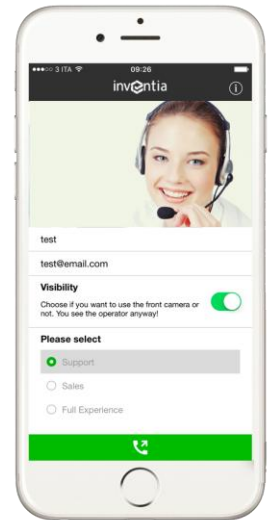 3 ITA 09:26
inventia
test
test@email.com
Visibility
Choose if you want to use the front camera or
not. You see the operator anyway!
Please select
Support
Sales
Full Experience